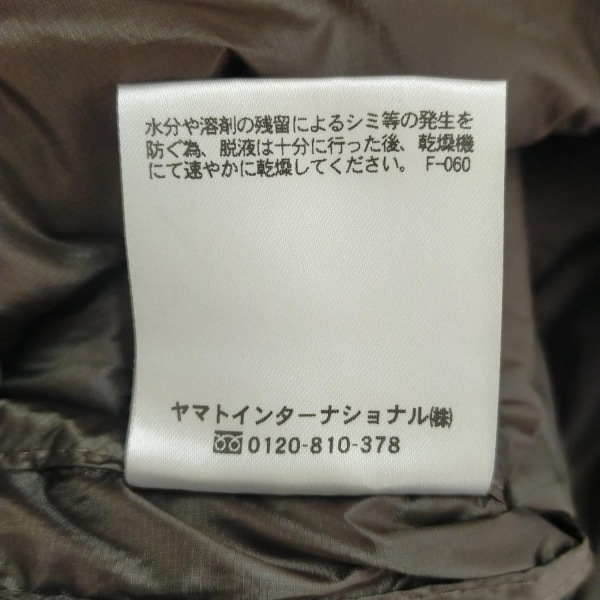 水分や溶剤の残留によるシミ等の発生を
防ぐ為、脱液は十分に行った後、乾燥機
にて速やかに乾燥してください。 F-060
ヤマトインターナショナル㈱
0120-810-378